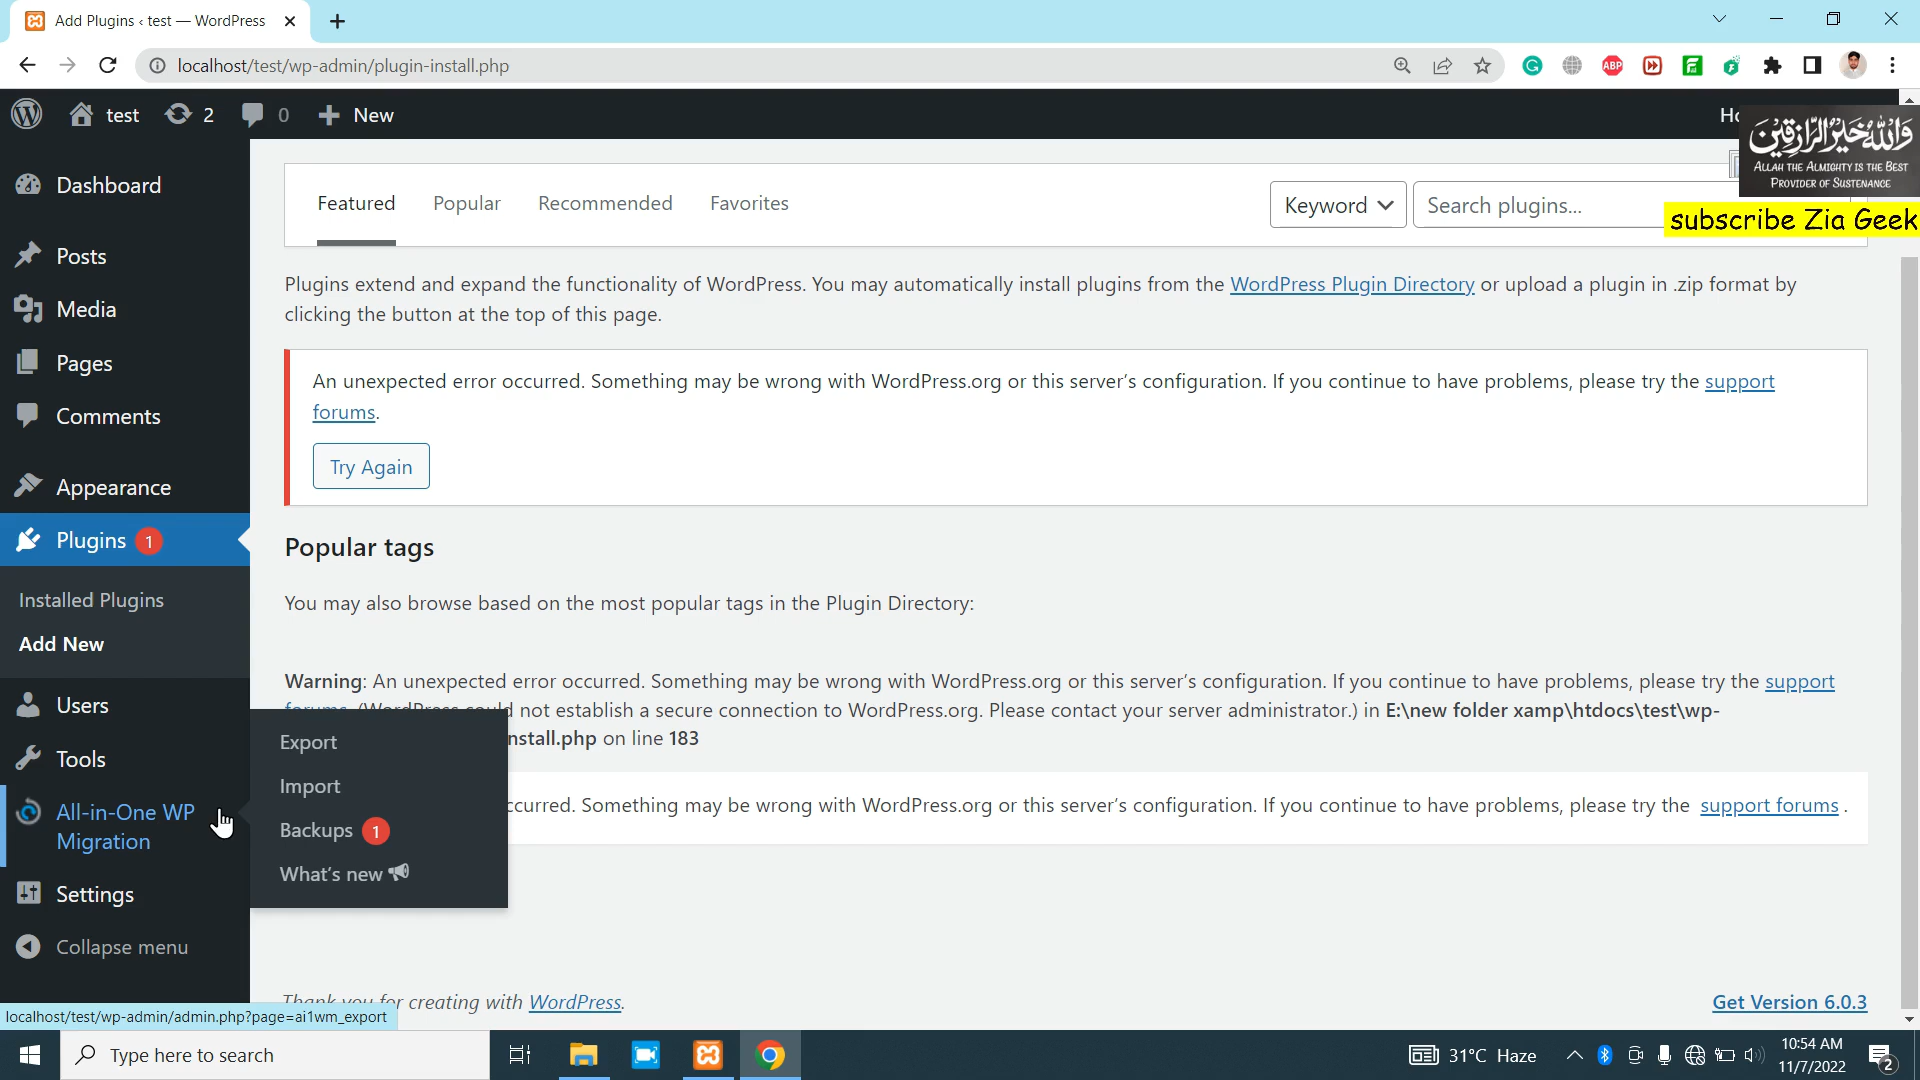 Add Plugins ‹ test — WordPress
localhost/test/wp-admin/plugin-install.php
test 2 0 New
Ho
وَاللَّهُ خَيْرُ الرَّازِقِينَ
ALLAH THE ALMIGHTY IS THE BEST
PROVIDER OF SUSTENANCE
subscribe Zia Geek
Dashboard
Posts
Media
Pages
Comments
Appearance
Plugins 1
Installed Plugins
Add New
Users
Tools
All-in-One WP
Migration
Settings
Collapse menu
Export
Import
Backups 1
What's new
Featured Popular Recommended Favorites
Keyword
Search plugins...
Plugins extend and expand the functionality of WordPress. You may automatically install plugins from the WordPress Plugin Directory or upload a plugin in .zip format by
clicking the button at the top of this page.
An unexpected error occurred. Something may be wrong with WordPress.org or this server's configuration. If you continue to have problems, please try the support
forums.
Try Again
Popular tags
You may also browse based on the most popular tags in the Plugin Directory:
Warning: An unexpected error occurred. Something may be wrong with WordPress.org or this server's configuration. If you continue to have problems, please try the support
not establish a secure connection to WordPress.org. Please contact your server administrator.) in E:\new folder xamp\htdocs\test\wp-
nstall.php on line 183
ccurred. Something may be wrong with WordPress.org or this server's configuration. If you continue to have problems, please try the support forums .
Thank you for creating with WordPress.
Get Version 6.0.3
localhost/test/wp-admin/admin.php?page=ai1wm_export
Type here to search
31°C Haze
10:54 AM
11/7/2022
2